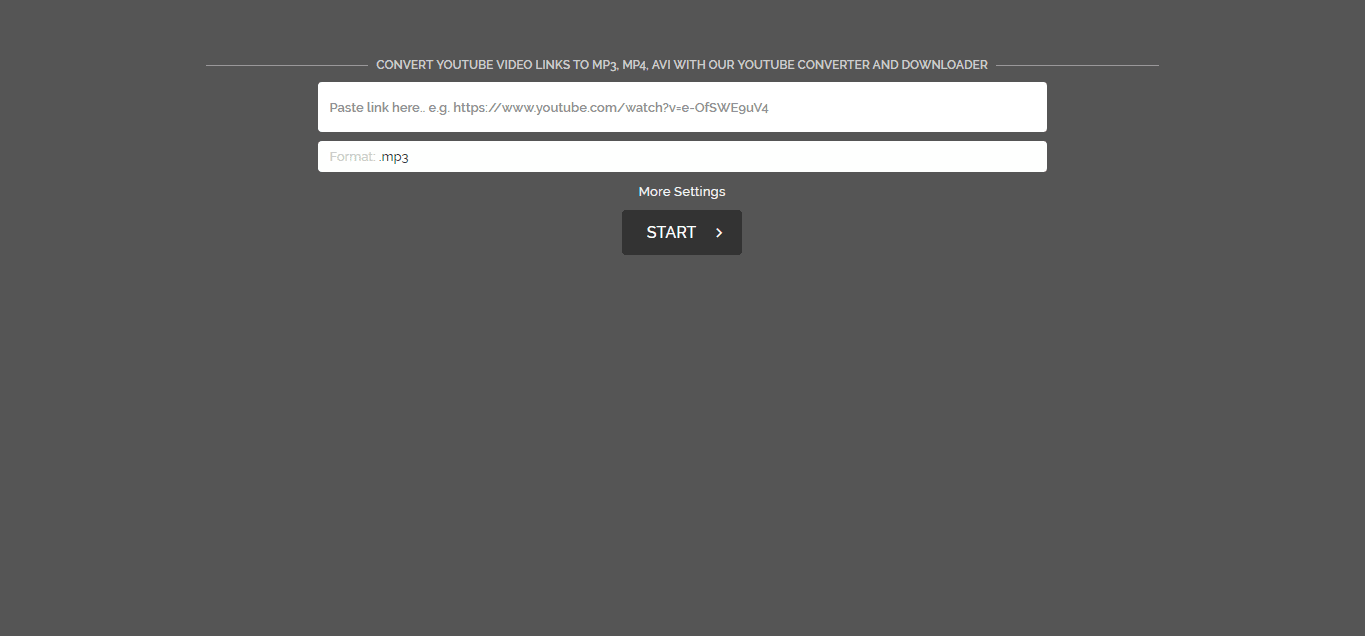 CONVERT YOUTUBE VIDEO LINKS TO MP3, MP4, AVI WITH OUR YOUTUBE CONVERTER AND DOWNLOADER
Paste link here.. e.g. https://www.youtube.com/watch?v=e-OfSWE9uV4
Format: .mp3
More Settings
START